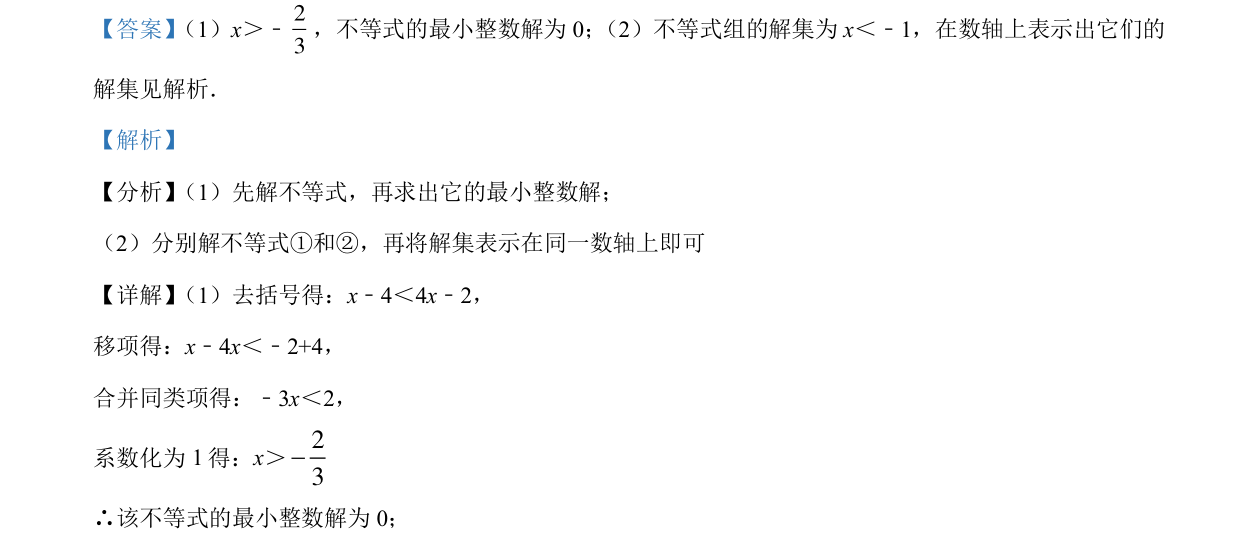 【答案】（1）x＞﹣2/3，不等式的最小整数解为 0；（2）不等式组的解集为 x＜﹣1，在数轴上表示出它们的
解集见解析．
【解析】
【分析】（1）先解不等式，再求出它的最小整数解；
（2）分别解不等式①和②，再将解集表示在同一数轴上即可
【详解】（1）去括号得：x﹣4＜4x﹣2，
移项得：x﹣4x＜﹣2+4，
合并同类项得：﹣3x＜2，
系数化为 1 得：x＞−2/3
∴该不等式的最小整数解为 0；